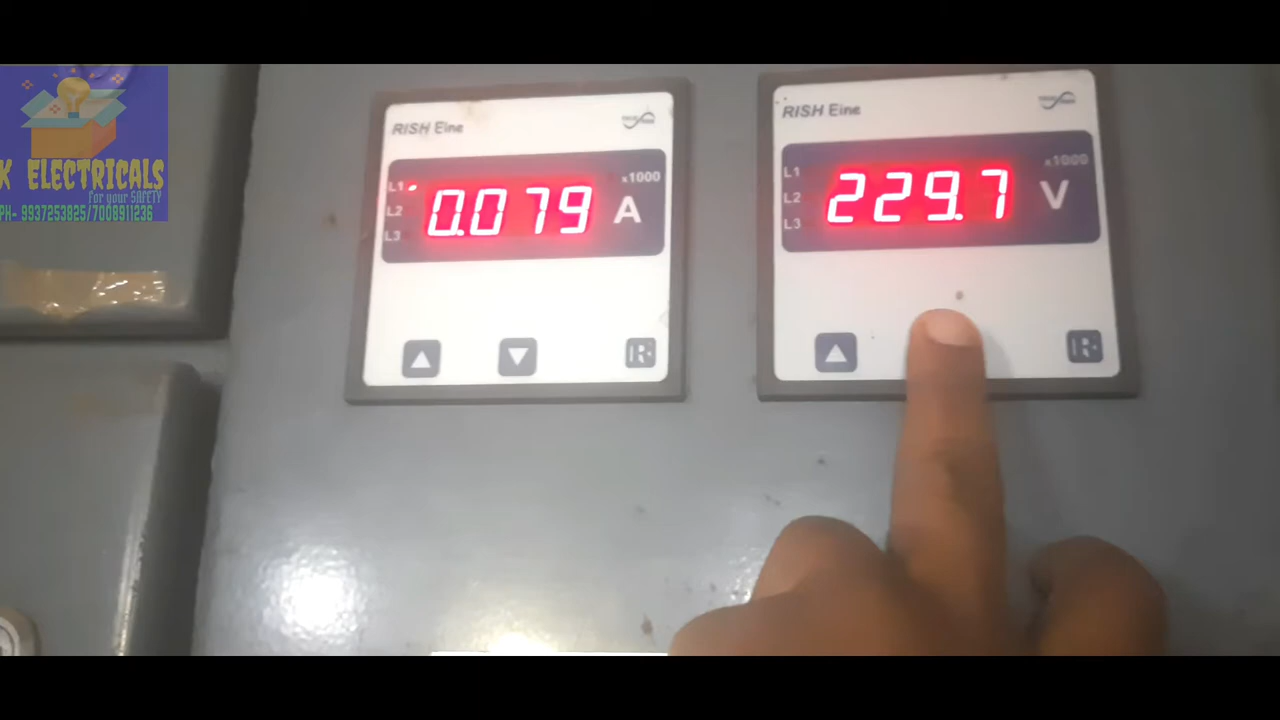 K ELECTRICALS
For your SAFETY
PH- 9937253825/7008911236
RISH Eine
L1
L2
L3
0.079
x1000
A
RISH Eine
L1
L2
L3
229.7
x1000
V
R
R